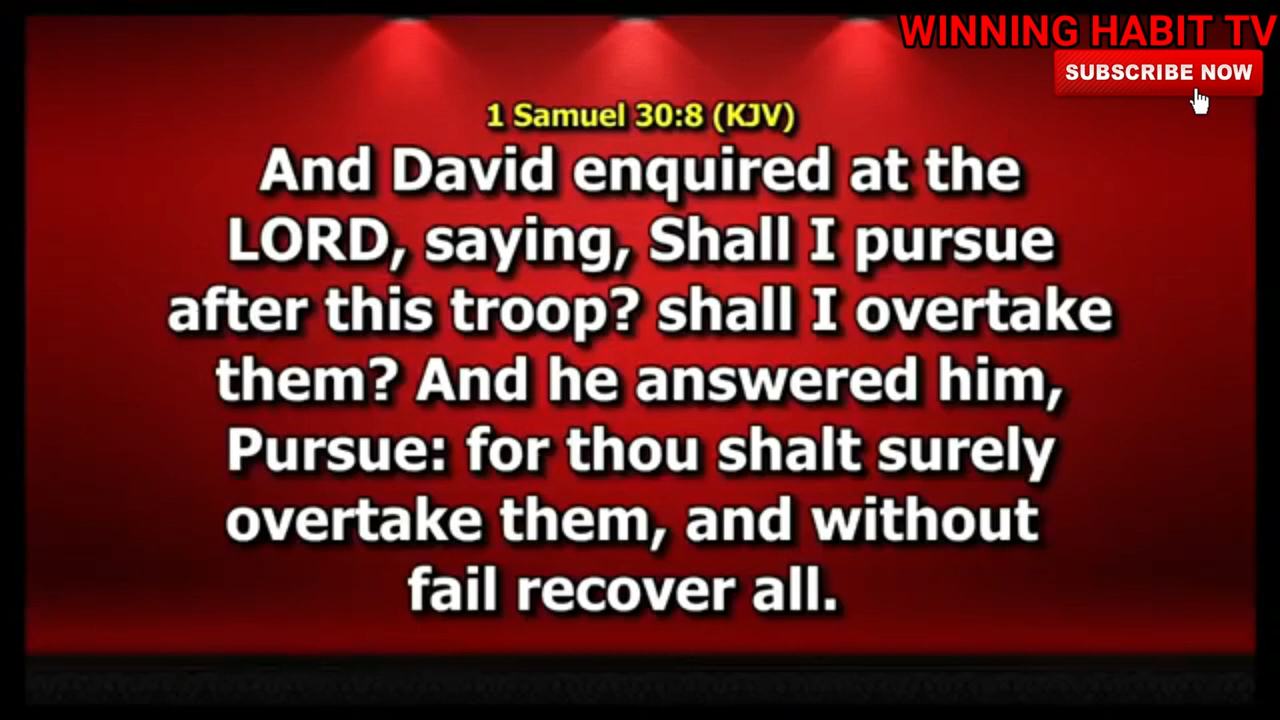 WINNING HABIT TV
SUBSCRIBE NOW
1 Samuel 30:8 (KJV)
And David enquired at the
LORD, saying, Shall I pursue
after this troop? shall I overtake
them? And he answered him,
Pursue: for thou shalt surely
overtake them, and without
fail recover all.